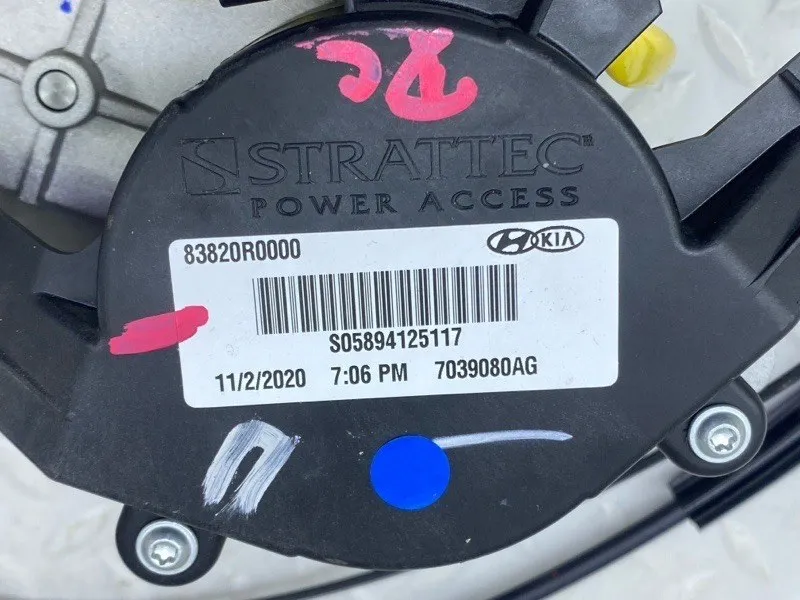 STRATTEC
POWER ACCESS
83820R0000
KIA
S05894125117
11/2/2020 7:06 PM 7039080AG